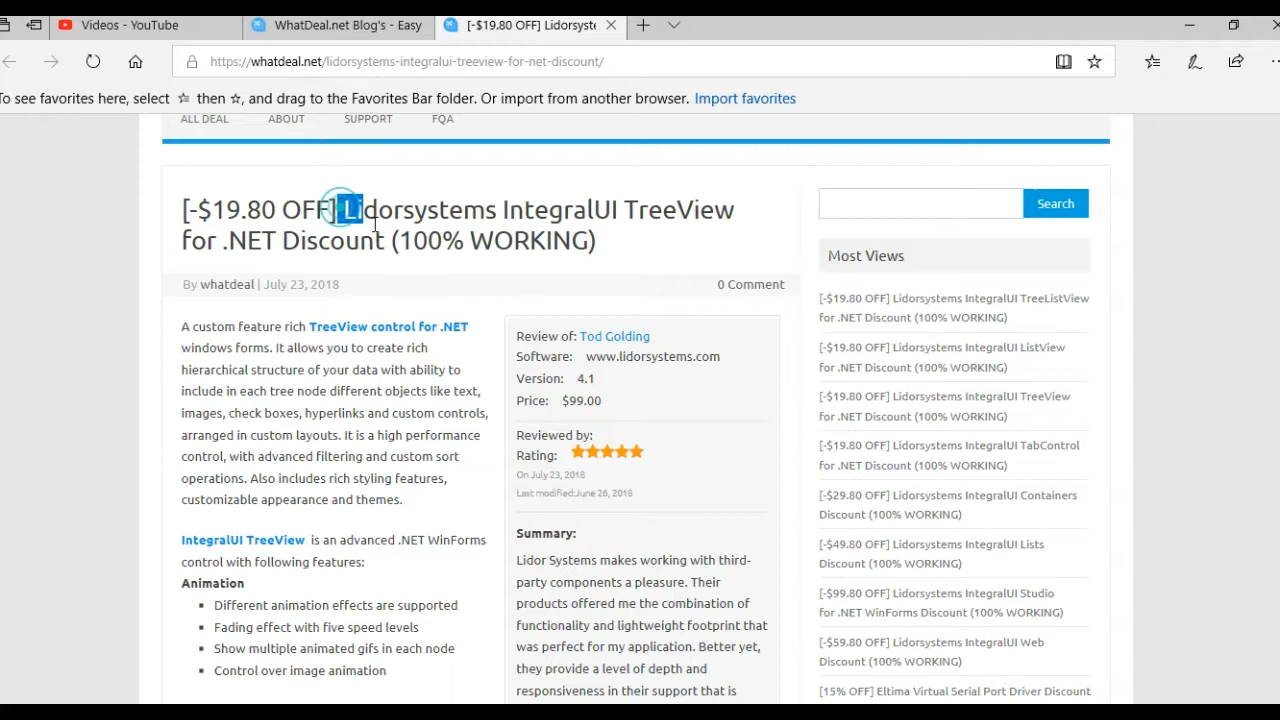 Videos - YouTube
WhatDeal.net Blog's - Easy
[-$19.80 OFF] Lidorsyste
https://whatdeal.net/lidorsystems-integralui-treeview-for-net-discount/
To see favorites here, select then ☆, and drag to the Favorites Bar folder. Or import from another browser. Import favorites
ALL DEAL ABOUT SUPPORT FQA
[-$19.80 OFF] Lidorsystems IntegralUI TreeView
for .NET Discount (100% WORKING)
By whatdeal | July 23, 2018
0 Comment
A custom feature rich TreeView control for .NET
windows forms. It allows you to create rich
hierarchical structure of your data with ability to
include in each tree node different objects like text,
images, check boxes, hyperlinks and custom controls,
arranged in custom layouts. It is a high performance
control, with advanced filtering and custom sort
operations. Also includes rich styling features,
customizable appearance and themes.
IntegralUI TreeView is an advanced .NET WinForms
control with following features:
Animation
Different animation effects are supported
Fading effect with five speed levels
Show multiple animated gifs in each node
Control over image animation
Review of: Tod Golding
Software: www.lidorsystems.com
Version: 4.1
Price: $99.00
Reviewed by:
Rating:
On July 23, 2018
Last modified:June 26, 2018
Summary:
Lidor Systems makes working with third-
party components a pleasure. Their
products offered me the combination of
functionality and lightweight footprint that
was perfect for my application. Better yet,
they provide a level of depth and
responsiveness in their support that is
Search
Most Views
[-$19.80 OFF] Lidorsystems IntegralUI TreeListView
for .NET Discount (100% WORKING)
[-$19.80 OFF] Lidorsystems IntegralUI ListView
for .NET Discount (100% WORKING)
[-$19.80 OFF] Lidorsystems IntegralUI TreeView
for .NET Discount (100% WORKING)
[-$19.80 OFF] Lidorsystems IntegralUI TabControl
for .NET Discount (100% WORKING)
[-$29.80 OFF] Lidorsystems IntegralUI Containers
Discount (100% WORKING)
[-$49.80 OFF] Lidorsystems IntegralUI Lists
Discount (100% WORKING)
[-$99.80 OFF] Lidorsystems IntegralUI Studio
for .NET WinForms Discount (100% WORKING)
[-$59.80 OFF] Lidorsystems IntegralUI Web
Discount (100% WORKING)
[15% OFF] Eltima Virtual Serial Port Driver Discount